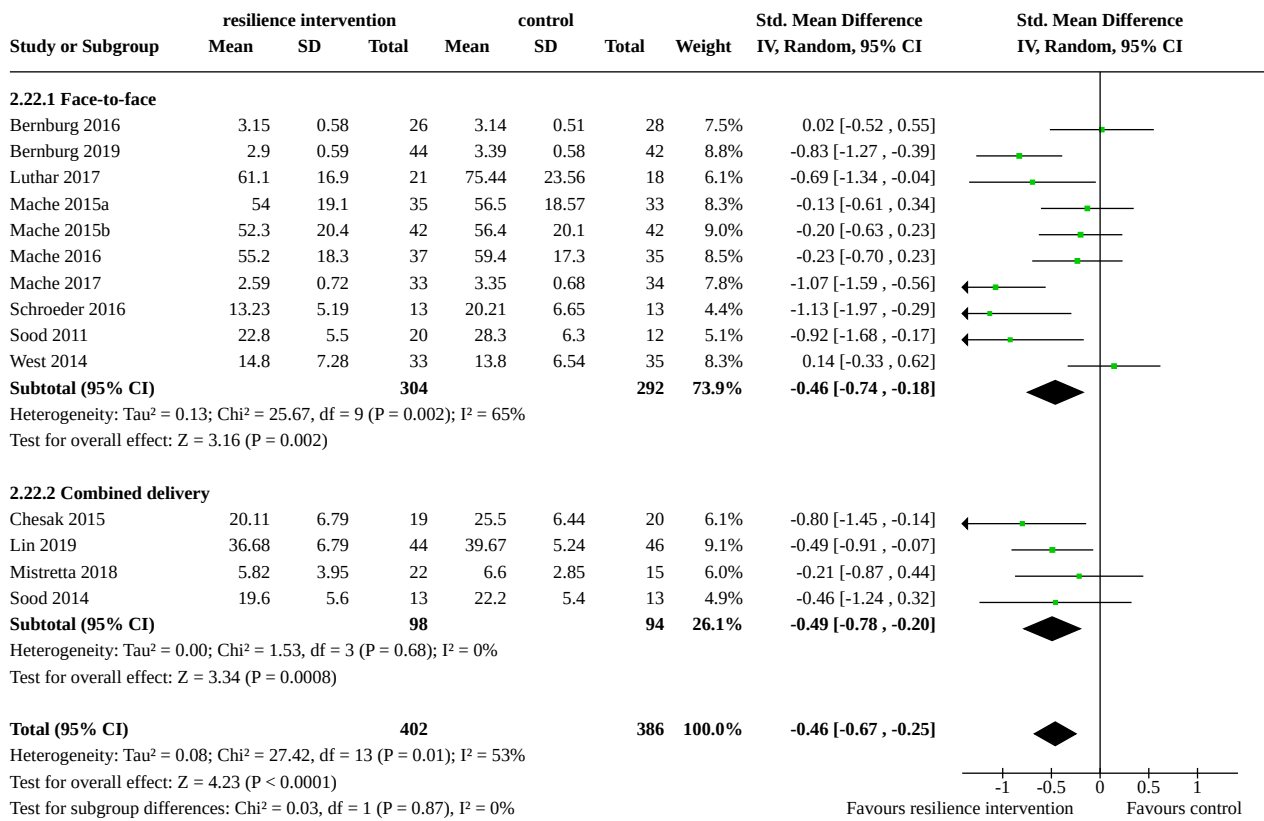 resilience intervention control Std. Mean Difference Std. Mean Difference
Study or Subgroup Mean SD Total Mean SD Total Weight IV, Random, 95% CI IV, Random, 95% CI
2.22.1 Face-to-face
Bernburg 2016 3.15 0.58 26 3.14 0.51 28 7.5% 0.02 [-0.52 , 0.55]
Bernburg 2019 2.9 0.59 44 3.39 0.58 42 8.8% -0.83 [-1.27 , -0.39]
Luthar 2017 61.1 16.9 21 75.44 23.56 18 6.1% -0.69 [-1.34 , -0.04]
Mache 2015a 54 19.1 35 56.5 18.57 33 8.3% -0.13 [-0.61 , 0.34]
Mache 2015b 52.3 20.4 42 56.4 20.1 42 9.0% -0.20 [-0.63 , 0.23]
Mache 2016 55.2 18.3 37 59.4 17.3 35 8.5% -0.23 [-0.70 , 0.23]
Mache 2017 2.59 0.72 33 3.35 0.68 34 7.8% -1.07 [-1.59 , -0.56]
Schroeder 2016 13.23 5.19 13 20.21 6.65 13 4.4% -1.13 [-1.97 , -0.29]
Sood 2011 22.8 5.5 20 28.3 6.3 12 5.1% -0.92 [-1.68 , -0.17]
West 2014 14.8 7.28 33 13.8 6.54 35 8.3% 0.14 [-0.33 , 0.62]
Subtotal (95% CI) 304 292 73.9% -0.46 [-0.74 , -0.18]
Heterogeneity: Tau² = 0.13; Chi² = 25.67, df = 9 (P = 0.002); I² = 65%
Test for overall effect: Z = 3.16 (P = 0.002)
2.22.2 Combined delivery
Chesak 2015 20.11 6.79 19 25.5 6.44 20 6.1% -0.80 [-1.45 , -0.14]
Lin 2019 36.68 6.79 44 39.67 5.24 46 9.1% -0.49 [-0.91 , -0.07]
Mistretta 2018 5.82 3.95 22 6.6 2.85 15 6.0% -0.21 [-0.87 , 0.44]
Sood 2014 19.6 5.6 13 22.2 5.4 13 4.9% -0.46 [-1.24 , 0.32]
Subtotal (95% CI) 98 94 26.1% -0.49 [-0.78 , -0.20]
Heterogeneity: Tau² = 0.00; Chi² = 1.53, df = 3 (P = 0.68); I² = 0%
Test for overall effect: Z = 3.34 (P = 0.0008)
Total (95% CI) 402 386 100.0% -0.46 [-0.67 , -0.25]
Heterogeneity: Tau² = 0.08; Chi² = 27.42, df = 13 (P = 0.01); I² = 53%
Test for overall effect: Z = 4.23 (P < 0.0001) -1 -0.5 0 0.5 1
Test for subgroup differences: Chi² = 0.03, df = 1 (P = 0.87), I² = 0% Favours resilience intervention Favours control